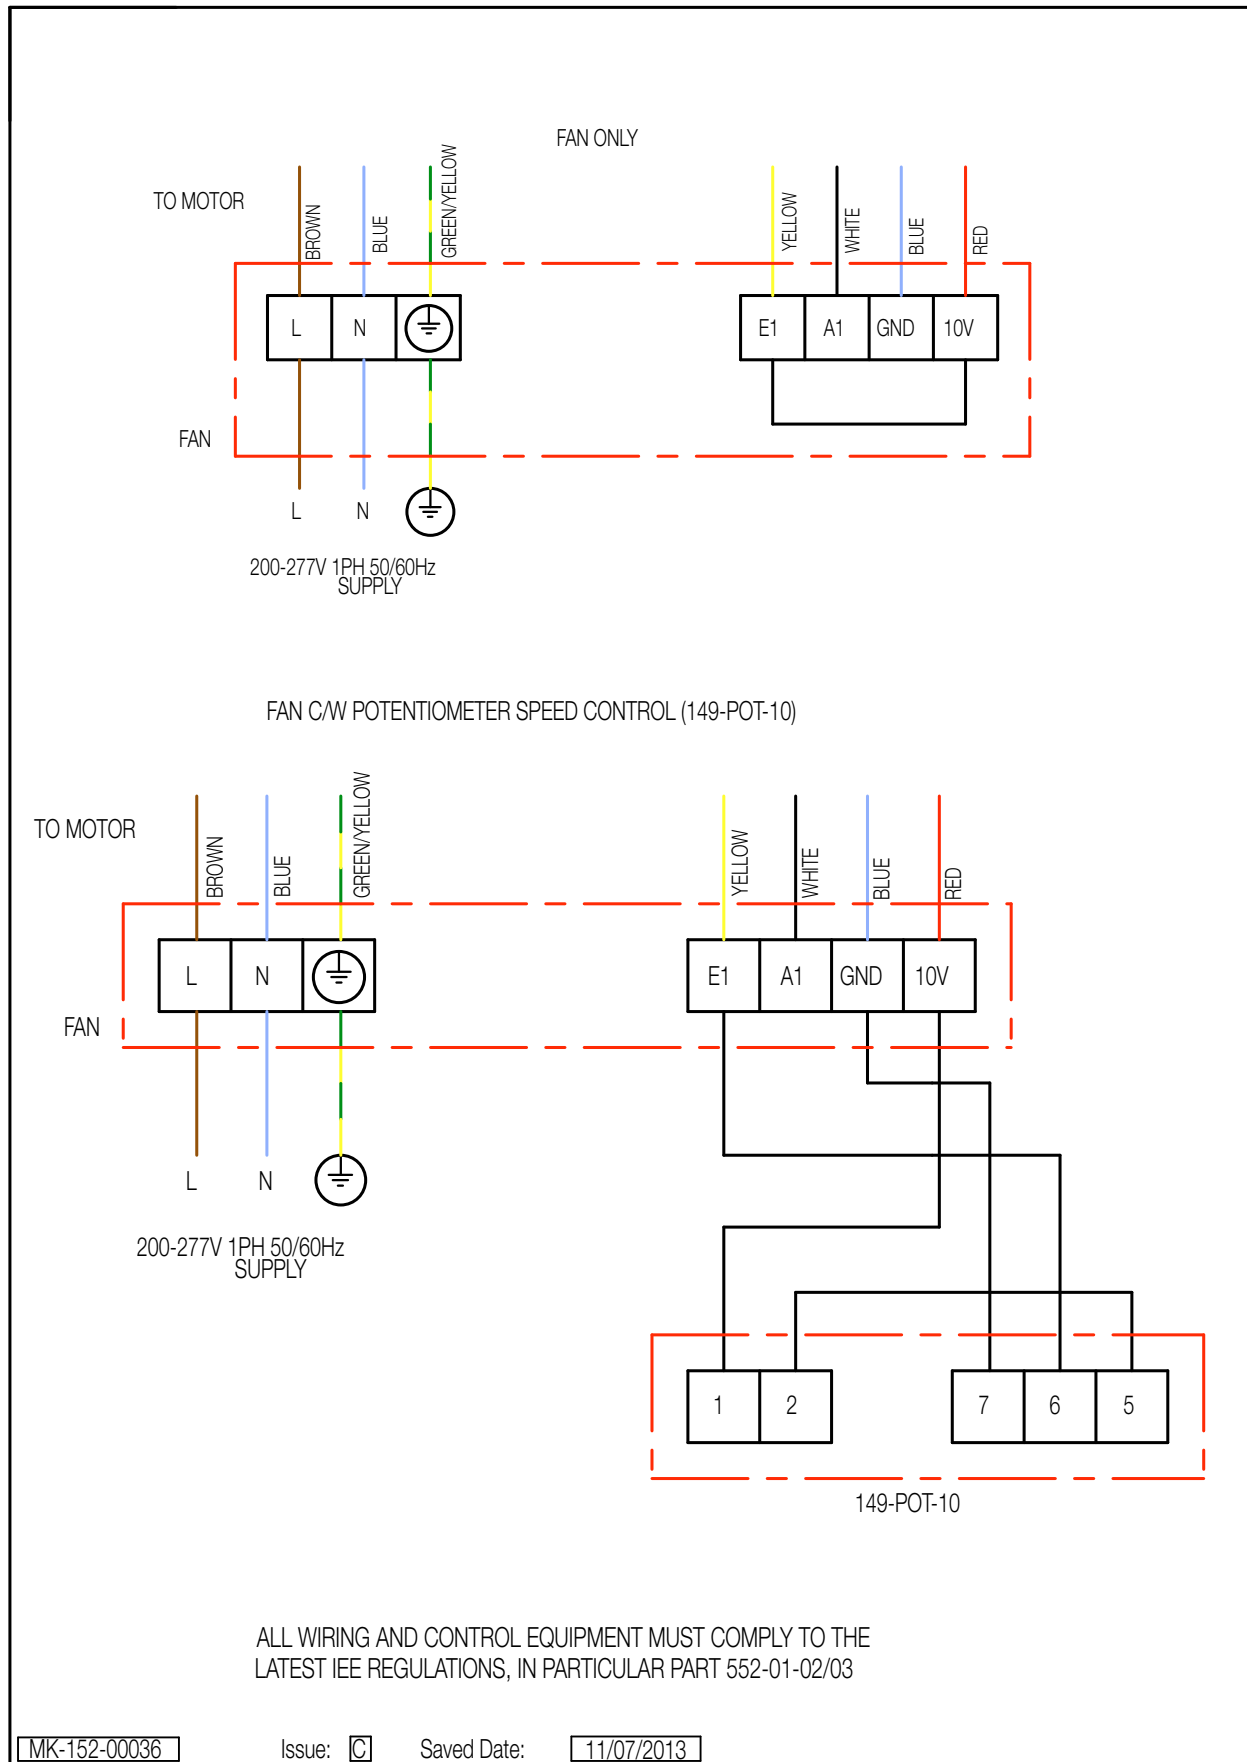 FAN ONLY
TO MOTOR
BROWN
BLUE
GREEN/YELLOW
YELLOW
WHITE
BLUE
RED
L N
E1 A1 GND 10V
FAN
L N
200-277V 1PH 50/60Hz
SUPPLY
FAN C/W POTENTIOMETER SPEED CONTROL (149-POT-10)
TO MOTOR
BROWN
BLUE
GREEN/YELLOW
YELLOW
WHITE
BLUE
RED
L N
E1 A1 GND 10V
FAN
L N
200-277V 1PH 50/60Hz
SUPPLY
1 2 7 6 5
149-POT-10
ALL WIRING AND CONTROL EQUIPMENT MUST COMPLY TO THE
LATEST IEE REGULATIONS, IN PARTICULAR PART 552-01-02/03
MK-152-00036 Issue: C Saved Date: 11/07/2013